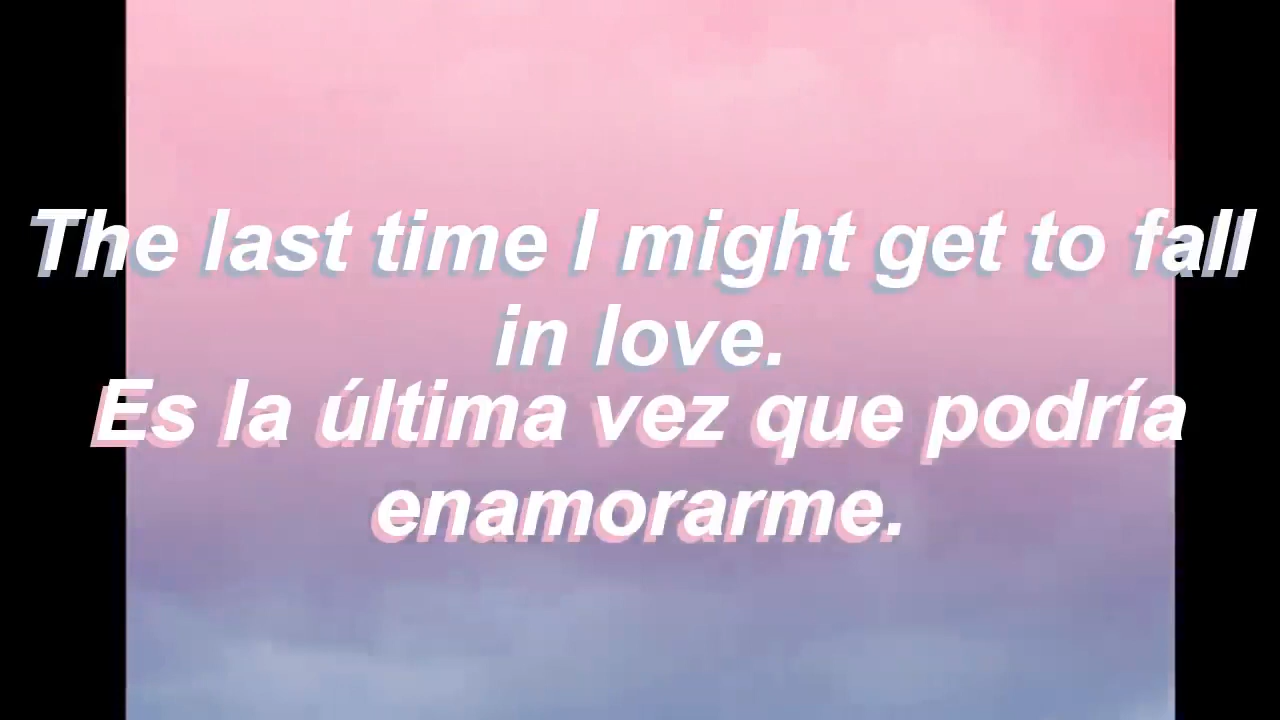 The last time I might get to fall
in love.
Es la última vez que podría
enamorarme.